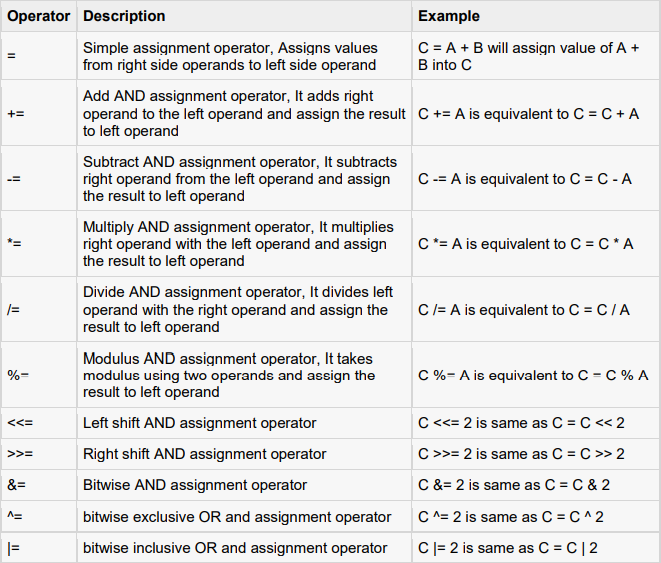 Operator Description Example
= Simple assignment operator, Assigns values from right side operands to left side operand C = A + B will assign value of A + B into C
+= Add AND assignment operator, It adds right operand to the left operand and assign the result to left operand C += A is equivalent to C = C + A
-= Subtract AND assignment operator, It subtracts right operand from the left operand and assign the result to left operand C -= A is equivalent to C = C - A
*= Multiply AND assignment operator, It multiplies right operand with the left operand and assign the result to left operand C *= A is equivalent to C = C * A
/= Divide AND assignment operator, It divides left operand with the right operand and assign the result to left operand C /= A is equivalent to C = C / A
%= Modulus AND assignment operator, It takes modulus using two operands and assign the result to left operand C %= A is equivalent to C = C % A
<<= Left shift AND assignment operator C <<= 2 is same as C = C << 2
>>= Right shift AND assignment operator C >>= 2 is same as C = C >> 2
&= Bitwise AND assignment operator C &= 2 is same as C = C & 2
^= bitwise exclusive OR and assignment operator C ^= 2 is same as C = C ^ 2
|= bitwise inclusive OR and assignment operator C |= 2 is same as C = C | 2